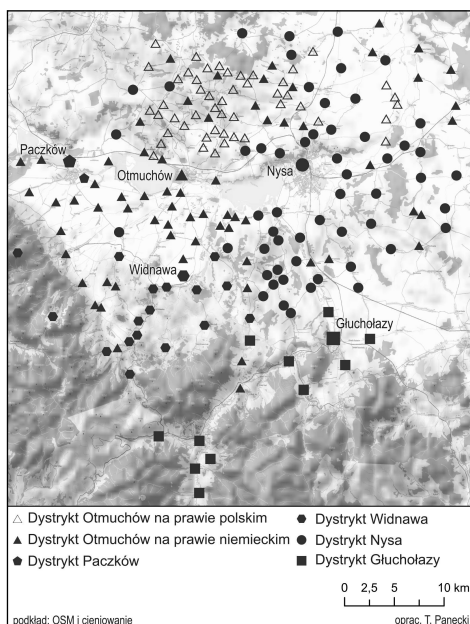 Paczków
Otmuchów
Nysa
Widnawa
Głuchołazy
△ Dystrykt Otmuchów na prawie polskim
▲ Dystrykt Otmuchów na prawie niemieckim
Dystrykt Paczków
Dystrykt Widnawa
Dystrykt Nysa
Dystrykt Głuchołazy
0 2,5 5 10 km
podkład: OSM i cieniowanie
oprac. T. Panecki